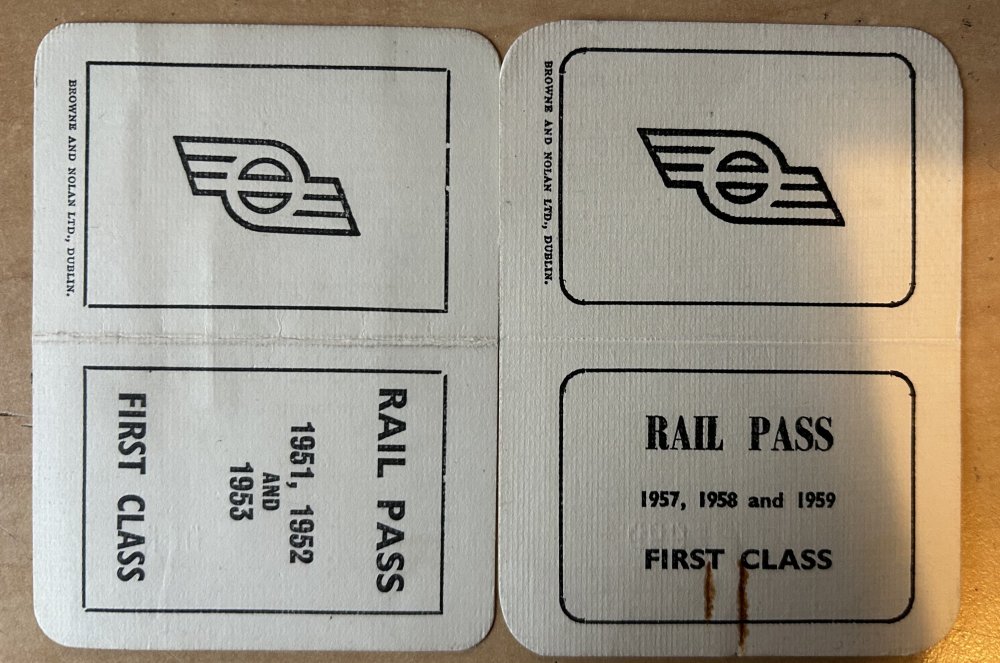 BROWNE AND NOLAN LTD., DUBLIN.
RAIL PASS
1951, 1952
AND
1953
FIRST CLASS
BROWNE AND NOLAN LTD., DUBLIN.
RAIL PASS
1957, 1958 and 1959
FIRST CLASS